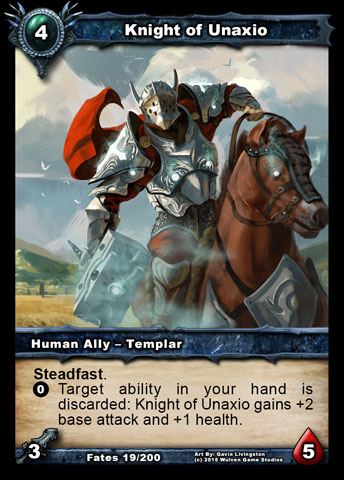 4
Knight of Unaxio
Human Ally – Templar
Steadfast.
0 Target ability in your hand is
discarded: Knight of Unaxio gains +2
base attack and +1 health.
3
Fates 19/200
Art By: Gavin Livingston
(c) 2015 Wulven Game Studios
5